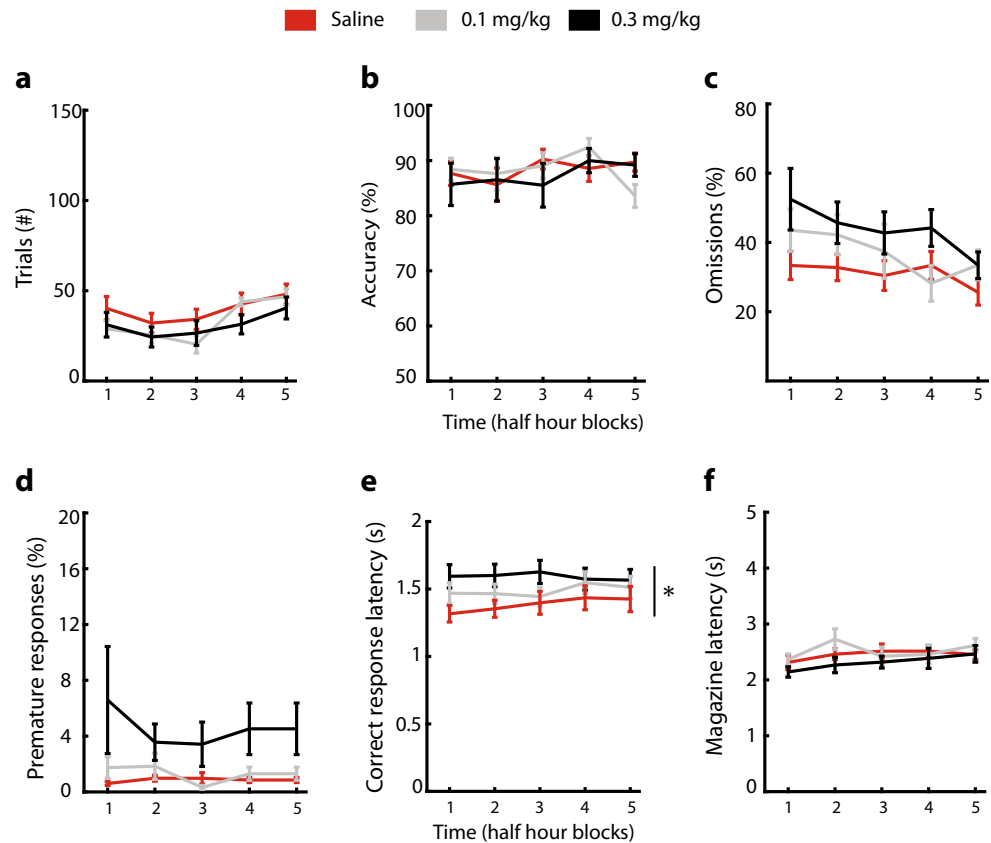 Saline 0.1 mg/kg 0.3 mg/kg
a
Trials (#)
150
100
50
0
1 2 3 4 5
b
Accuracy (%)
100
90
80
70
60
50
1 2 3 4 5
Time (half hour blocks)
c
Omissions (%)
80
60
40
20
0
1 2 3 4 5
d
Premature responses (%)
20
16
12
8
4
0
1 2 3 4 5
e
Correct response latency (s)
2
1.5
1
0.5
0
1 2 3 4 5
*
Time (half hour blocks)
f
Magazine latency (s)
5
4
3
2
1
0
1 2 3 4 5